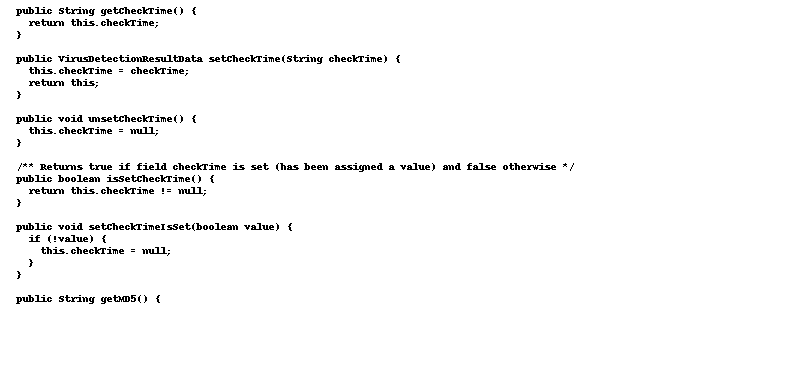 public String getCheckTime() {
return this.checkTime;
}
public VirusDetectionResultData setCheckTime(String checkTime) {
this.checkTime = checkTime;
return this;
}
public void unsetCheckTime() {
this.checkTime = null;
}
/** Returns true if field checkTime is set (has been assigned a value) and false otherwise */
public boolean isSetCheckTime() {
return this.checkTime != null;
}
public void setCheckTimeIsSet(boolean value) {
if (!value) {
this.checkTime = null;
}
}
public String getMD5() {